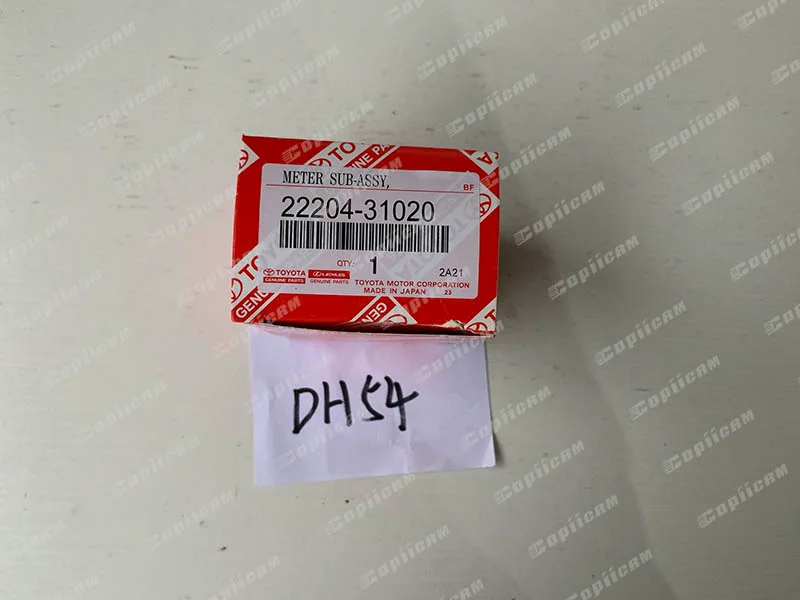 METER SUB-ASSY,
BF
22204-31020
QTY: 1
2A21
TOYOTA
GENUINE PARTS
LEXUS
GENUINE PARTS
TOYOTA MOTOR CORPORATION
MADE IN JAPAN 23
DH54
Copiicam